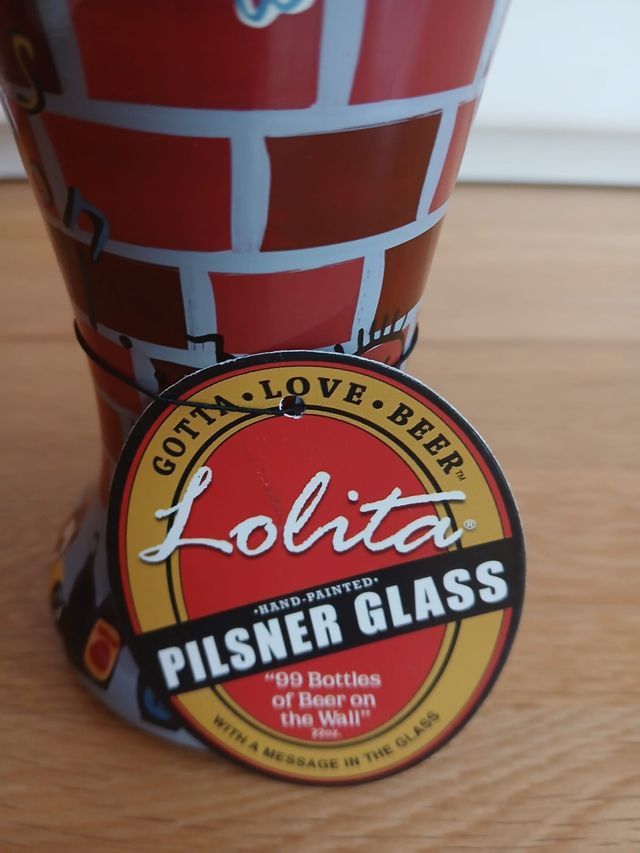 GOTTA • LOVE • BEER™
Lolita®
•HAND-PAINTED•
PILSNER GLASS
"99 Bottles
of Beer on
the Wall"
22oz.
WITH A MESSAGE IN THE GLASS